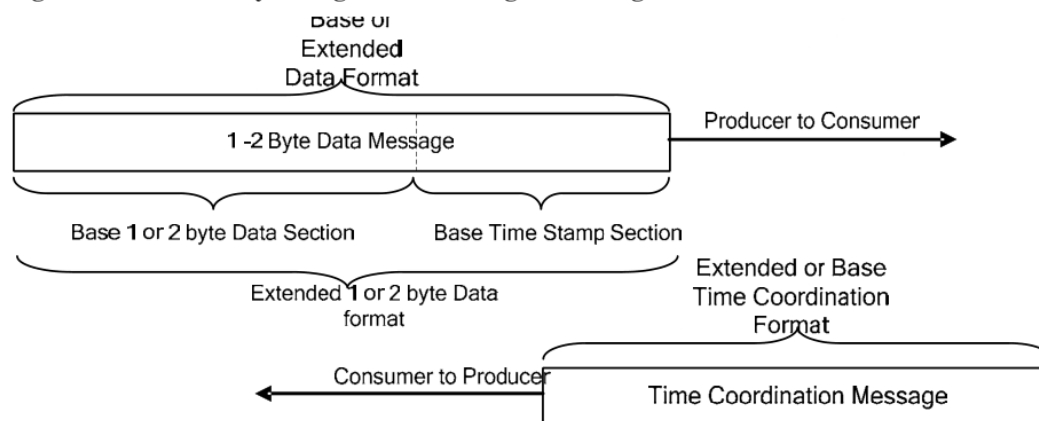 Base or
Extended
Data Format
1-2 Byte Data Message
Producer to Consumer
Base 1 or 2 byte Data Section
Base Time Stamp Section
Extended 1 or 2 byte Data
format
Extended or Base
Time Coordination
Format
Consumer to Producer
Time Coordination Message